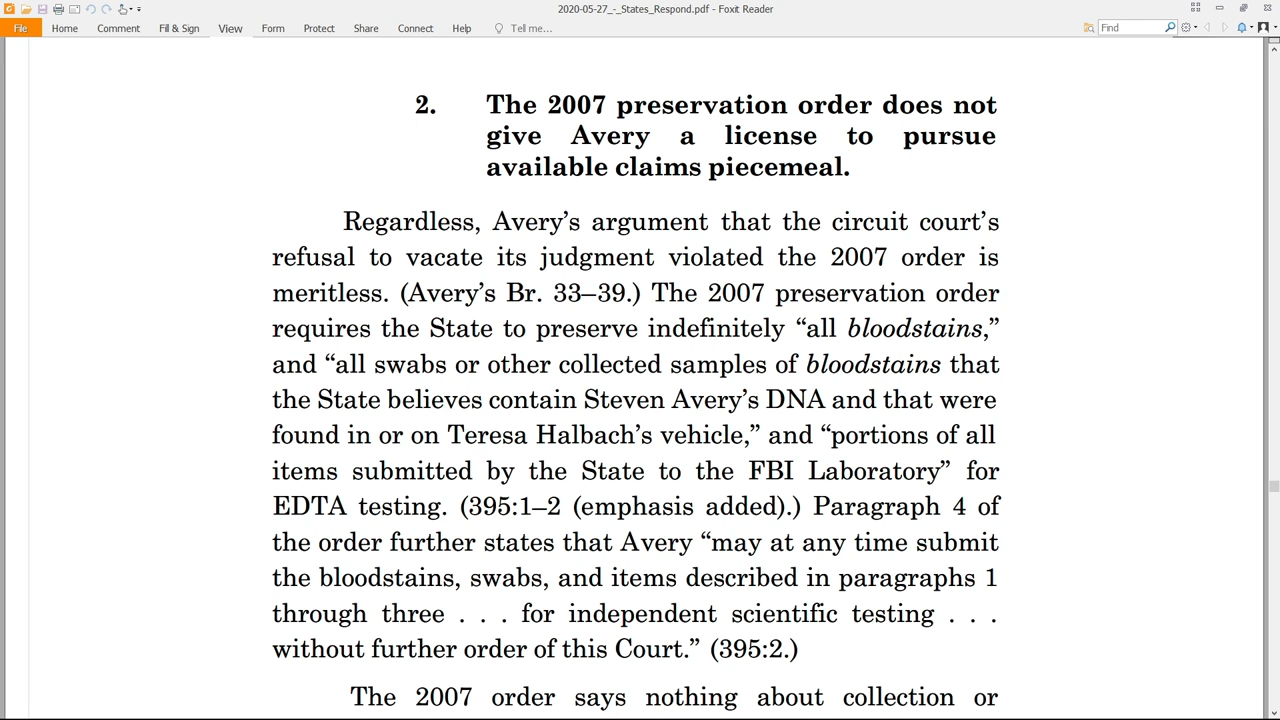 2020-05-27_-_States_Respond.pdf - Foxit Reader
File Home Comment Fill & Sign View Form Protect Share Connect Help Tell me... Find
2. The 2007 preservation order does not
give Avery a license to pursue
available claims piecemeal.
Regardless, Avery’s argument that the circuit court’s
refusal to vacate its judgment violated the 2007 order is
meritless. (Avery’s Br. 33–39.) The 2007 preservation order
requires the State to preserve indefinitely “all bloodstains,”
and “all swabs or other collected samples of bloodstains that
the State believes contain Steven Avery’s DNA and that were
found in or on Teresa Halbach’s vehicle,” and “portions of all
items submitted by the State to the FBI Laboratory” for
EDTA testing. (395:1–2 (emphasis added).) Paragraph 4 of
the order further states that Avery “may at any time submit
the bloodstains, swabs, and items described in paragraphs 1
through three . . . for independent scientific testing . . .
without further order of this Court.” (395:2.)
The 2007 order says nothing about collection or